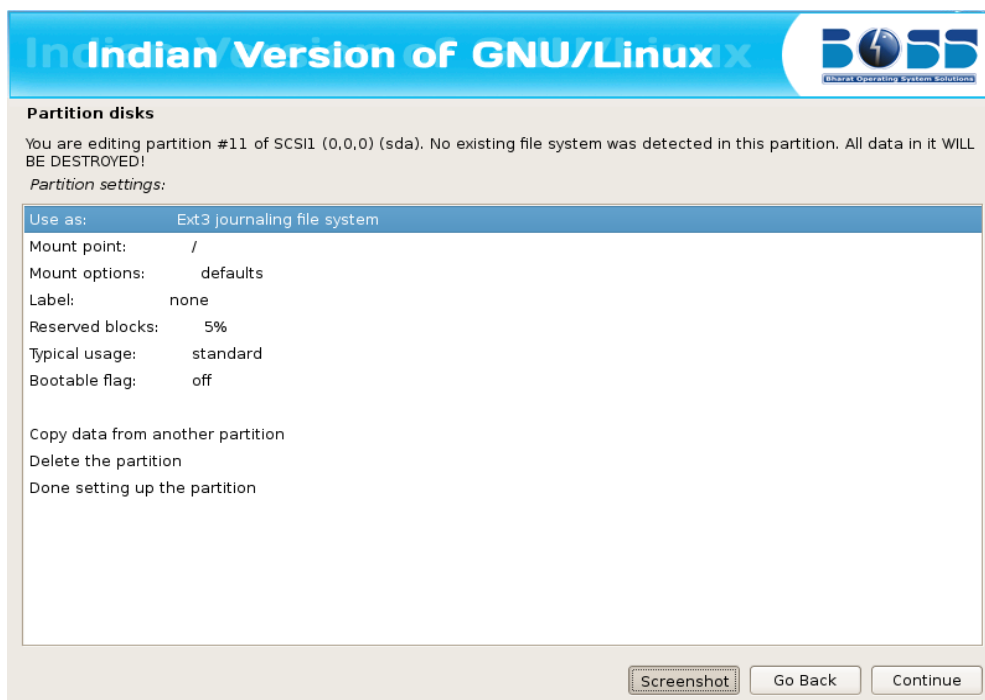 Indian Version of GNU/Linux
BOSS
Bharat Operating System Solutions
Partition disks
You are editing partition #11 of SCSI1 (0,0,0) (sda). No existing file system was detected in this partition. All data in it WILL
BE DESTROYED!
Partition settings:
Use as: Ext3 journaling file system
Mount point: /
Mount options: defaults
Label: none
Reserved blocks: 5%
Typical usage: standard
Bootable flag: off
Copy data from another partition
Delete the partition
Done setting up the partition
Screenshot Go Back Continue